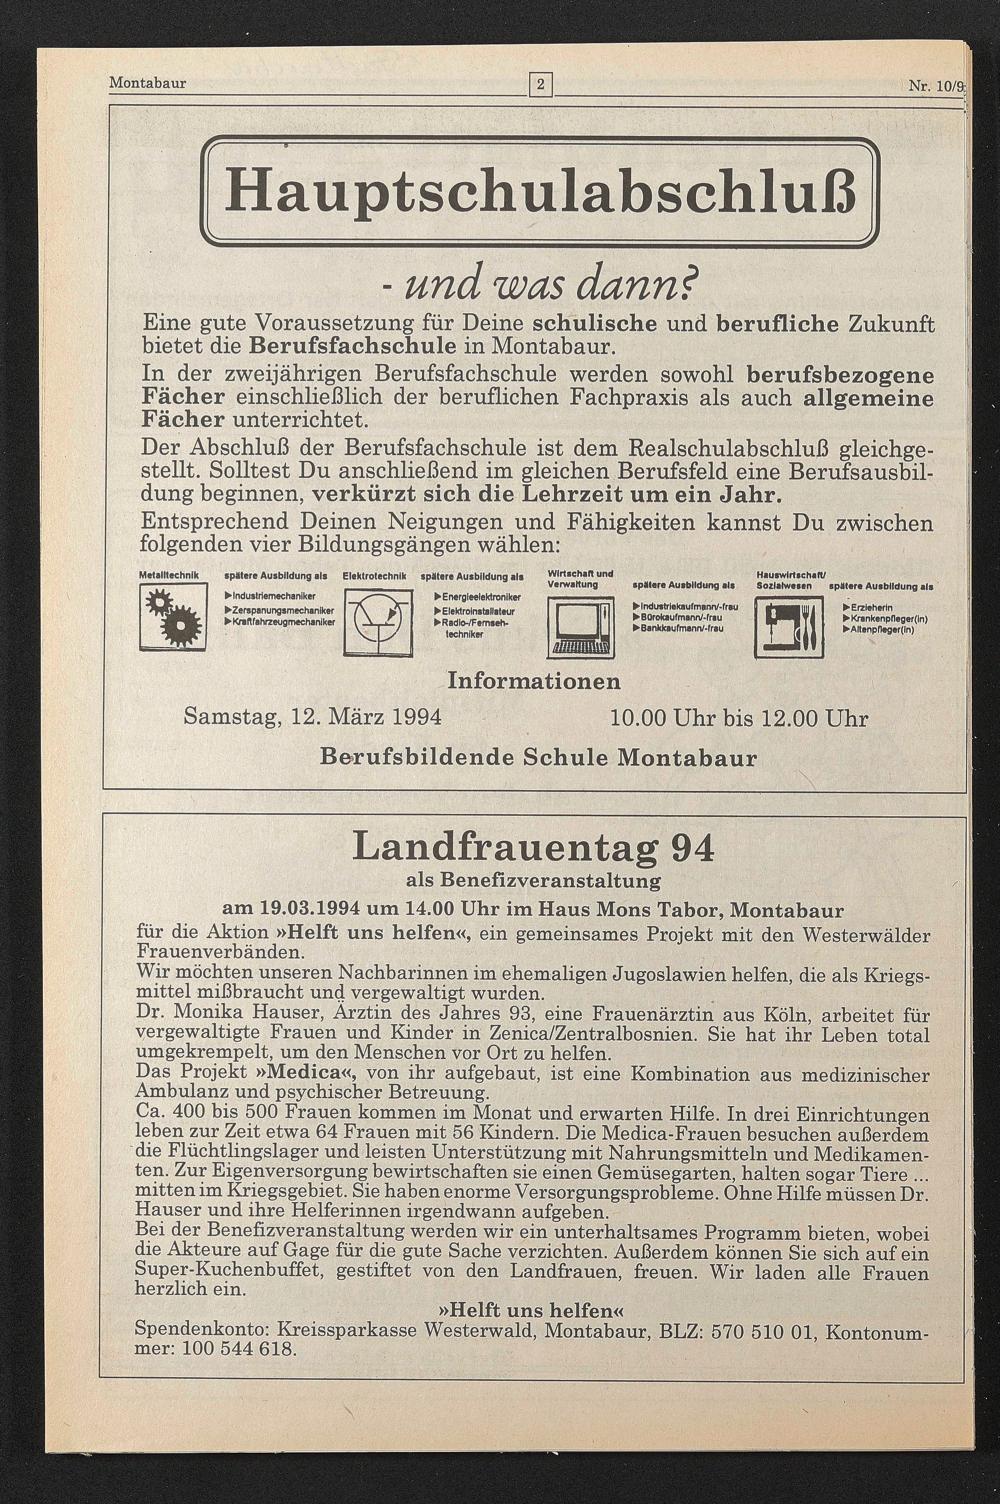 Montabaur
2
Nr. 10/9
Hauptschulabschluß
- und was dann?
Eine gute Voraussetzung für Deine schulische und berufliche Zukunft
bietet die Berufsfachschule in Montabaur.
In der zweijährigen Berufsfachschule werden sowohl berufsbezogene
Fächer einschließlich der beruflichen Fachpraxis als auch allgemeine
Fächer unterrichtet.
Der Abschluß der Berufsfachschule ist dem Realschulabschluß gleichge-
stellt. Solltest Du anschließend im gleichen Berufsfeld eine Berufsausbil-
dung beginnen, verkürzt sich die Lehrzeit um ein Jahr.
Entsprechend Deinen Neigungen und Fähigkeiten kannst Du zwischen
folgenden vier Bildungsgängen wählen:
Metalltechnik
spätere Ausbildung als
▶Industriemechaniker
▶Zerspanungsmechaniker
▶Kraftfahrzeugmechaniker
Elektrotechnik
spätere Ausbildung als
▶Energieelektroniker
▶Elektroinstallateur
▶Radio-/Fernseh-
techniker
Wirtschaft und
Verwaltung
spätere Ausbildung als
▶Industriekaufmann/-frau
▶Bürokaufmann/-frau
▶Bankkaufmann/-frau
Hauswirtschaft/
Sozialwesen
spätere Ausbildung als
▶Erzieherin
▶Krankenpfleger(in)
▶Altenpfleger(in)
Informationen
Samstag, 12. März 1994
10.00 Uhr bis 12.00 Uhr
Berufsbildende Schule Montabaur
Landfrauentag 94
als Benefizveranstaltung
am 19.03.1994 um 14.00 Uhr im Haus Mons Tabor, Montabaur
für die Aktion »Helft uns helfen«, ein gemeinsames Projekt mit den Westerwälder
Frauenverbänden.
Wir möchten unseren Nachbarinnen im ehemaligen Jugoslawien helfen, die als Kriegs-
mittel mißbraucht und vergewaltigt wurden.
Dr. Monika Hauser, Ärztin des Jahres 93, eine Frauenärztin aus Köln, arbeitet für
vergewaltigte Frauen und Kinder in Zenica/Zentralbosnien. Sie hat ihr Leben total
umgekrempelt, um den Menschen vor Ort zu helfen.
Das Projekt »Medica«, von ihr aufgebaut, ist eine Kombination aus medizinischer
Ambulanz und psychischer Betreuung.
Ca. 400 bis 500 Frauen kommen im Monat und erwarten Hilfe. In drei Einrichtungen
leben zur Zeit etwa 64 Frauen mit 56 Kindern. Die Medica-Frauen besuchen außerdem
die Flüchtlingslager und leisten Unterstützung mit Nahrungsmitteln und Medikamen-
ten. Zur Eigenversorgung bewirtschaften sie einen Gemüsegarten, halten sogar Tiere ...
mitten im Kriegsgebiet. Sie haben enorme Versorgungsprobleme. Ohne Hilfe müssen Dr.
Hauser und ihre Helferinnen irgendwann aufgeben.
Bei der Benefizveranstaltung werden wir ein unterhaltsames Programm bieten, wobei
die Akteure auf Gage für die gute Sache verzichten. Außerdem können Sie sich auf ein
Super-Kuchenbuffet, gestiftet von den Landfrauen, freuen. Wir laden alle Frauen
herzlich ein.
»Helft uns helfen«
Spendenkonto: Kreissparkasse Westerwald, Montabaur, BLZ: 570 510 01, Kontonum-
mer: 100 544 618.